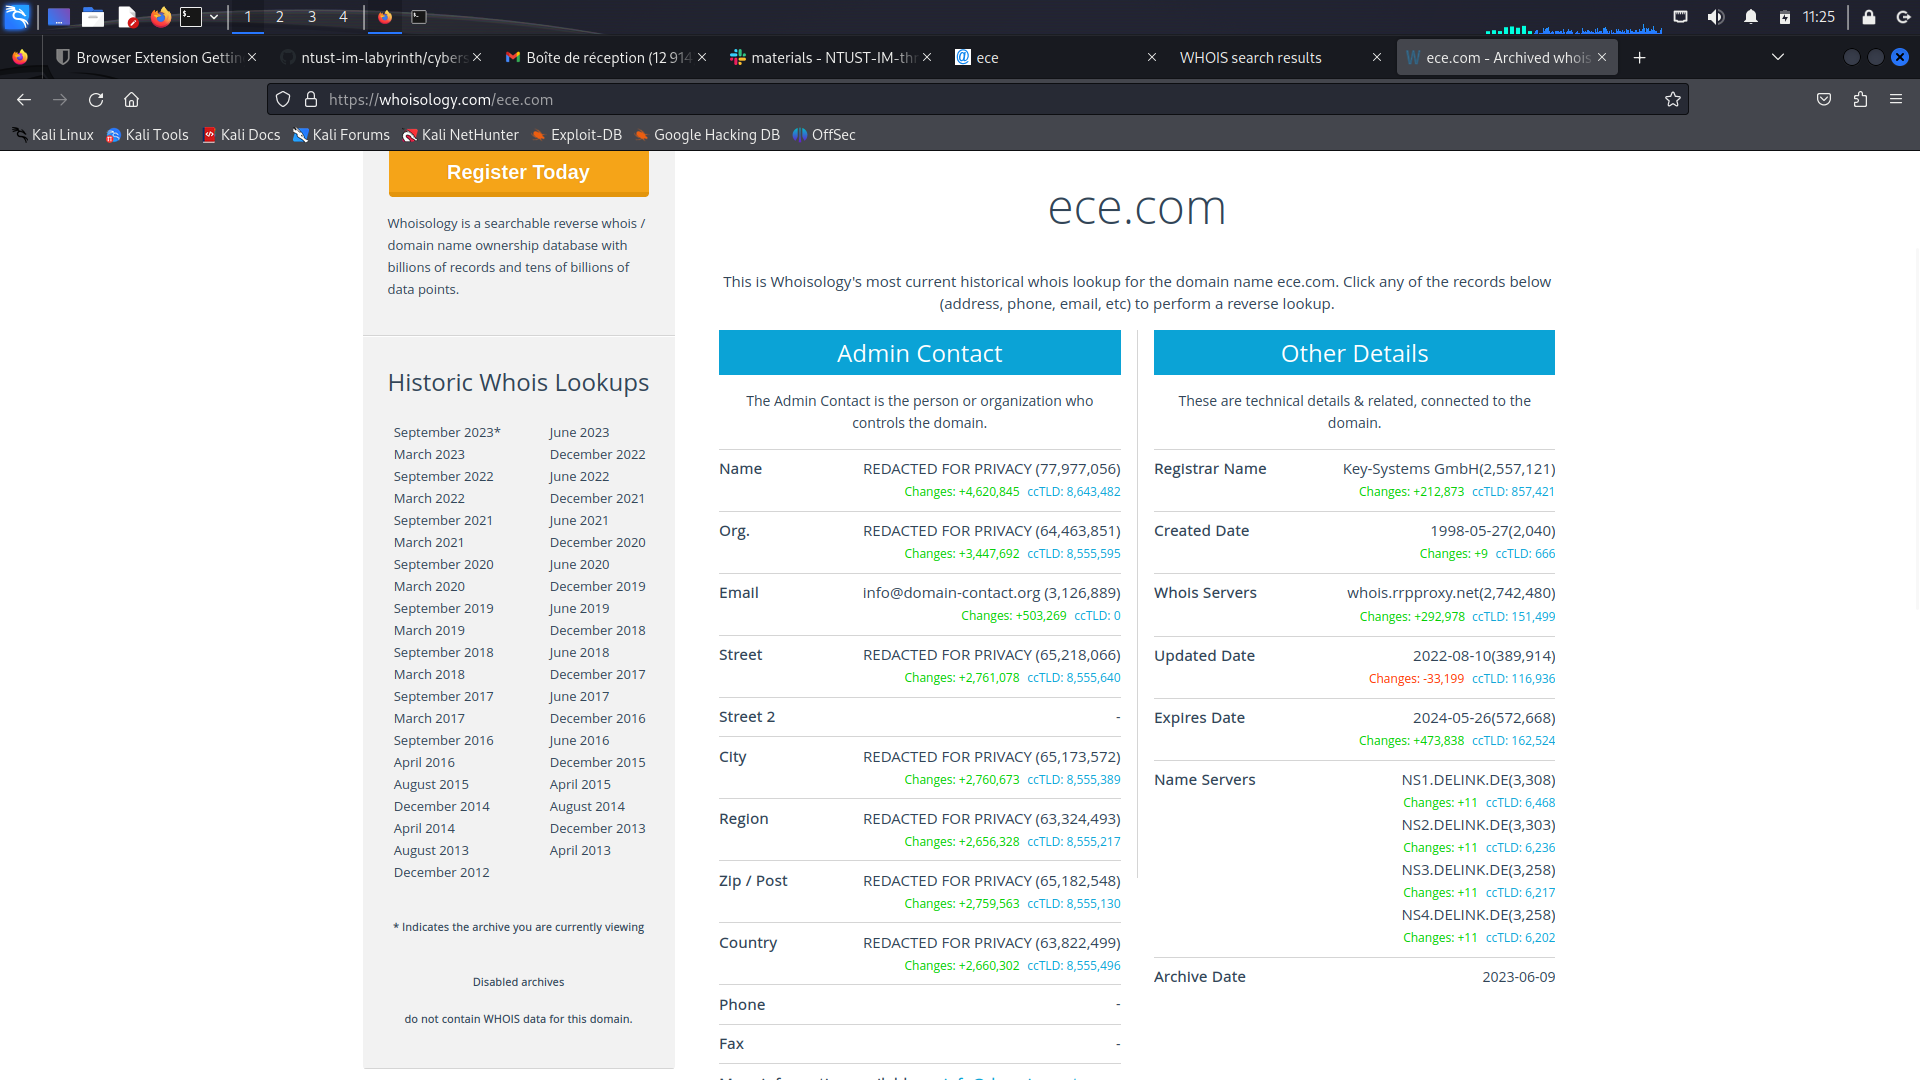 1
2
3
4
11:25
Browser Extension Gettin
ntust-im-labyrinth/cybers
Boîte de réception (12 914
materials - NTUST-IM-thr
ece
WHOIS search results
ece.com - Archived whois
https://whoisology.com/ece.com
Kali Linux
Kali Tools
Kali Docs
Kali Forums
Kali NetHunter
Exploit-DB
Google Hacking DB
OffSec
Register Today
Whoisology is a searchable reverse whois /
domain name ownership database with
billions of records and tens of billions of
data points.
Historic Whois Lookups
September 2023* June 2023
March 2023 December 2022
September 2022 June 2022
March 2022 December 2021
September 2021 June 2021
March 2021 December 2020
September 2020 June 2020
March 2020 December 2019
September 2019 June 2019
March 2019 December 2018
September 2018 June 2018
March 2018 December 2017
September 2017 June 2017
March 2017 December 2016
September 2016 June 2016
April 2016 December 2015
August 2015 April 2015
December 2014 August 2014
April 2014 December 2013
August 2013 April 2013
December 2012
* Indicates the archive you are currently viewing
Disabled archives
do not contain WHOIS data for this domain.
ece.com
This is Whoisology's most current historical whois lookup for the domain name ece.com. Click any of the records below
(address, phone, email, etc) to perform a reverse lookup.
Admin Contact
The Admin Contact is the person or organization who
controls the domain.
Name REDACTED FOR PRIVACY (77,977,056)
Changes: +4,620,845 ccTLD: 8,643,482
Org. REDACTED FOR PRIVACY (64,463,851)
Changes: +3,447,692 ccTLD: 8,555,595
Email info@domain-contact.org (3,126,889)
Changes: +503,269 ccTLD: 0
Street REDACTED FOR PRIVACY (65,218,066)
Changes: +2,761,078 ccTLD: 8,555,640
Street 2 -
City REDACTED FOR PRIVACY (65,173,572)
Changes: +2,760,673 ccTLD: 8,555,389
Region REDACTED FOR PRIVACY (63,324,493)
Changes: +2,656,328 ccTLD: 8,555,217
Zip / Post REDACTED FOR PRIVACY (65,182,548)
Changes: +2,759,563 ccTLD: 8,555,130
Country REDACTED FOR PRIVACY (63,822,499)
Changes: +2,660,302 ccTLD: 8,555,496
Phone -
Fax -
Other Details
These are technical details & related, connected to the
domain.
Registrar Name Key-Systems GmbH(2,557,121)
Changes: +212,873 ccTLD: 857,421
Created Date 1998-05-27(2,040)
Changes: +9 ccTLD: 666
Whois Servers whois.rrpproxy.net(2,742,480)
Changes: +292,978 ccTLD: 151,499
Updated Date 2022-08-10(389,914)
Changes: -33,199 ccTLD: 116,936
Expires Date 2024-05-26(572,668)
Changes: +473,838 ccTLD: 162,524
Name Servers NS1.DELINK.DE(3,308)
Changes: +11 ccTLD: 6,468
NS2.DELINK.DE(3,303)
Changes: +11 ccTLD: 6,236
NS3.DELINK.DE(3,258)
Changes: +11 ccTLD: 6,217
NS4.DELINK.DE(3,258)
Changes: +11 ccTLD: 6,202
Archive Date 2023-06-09